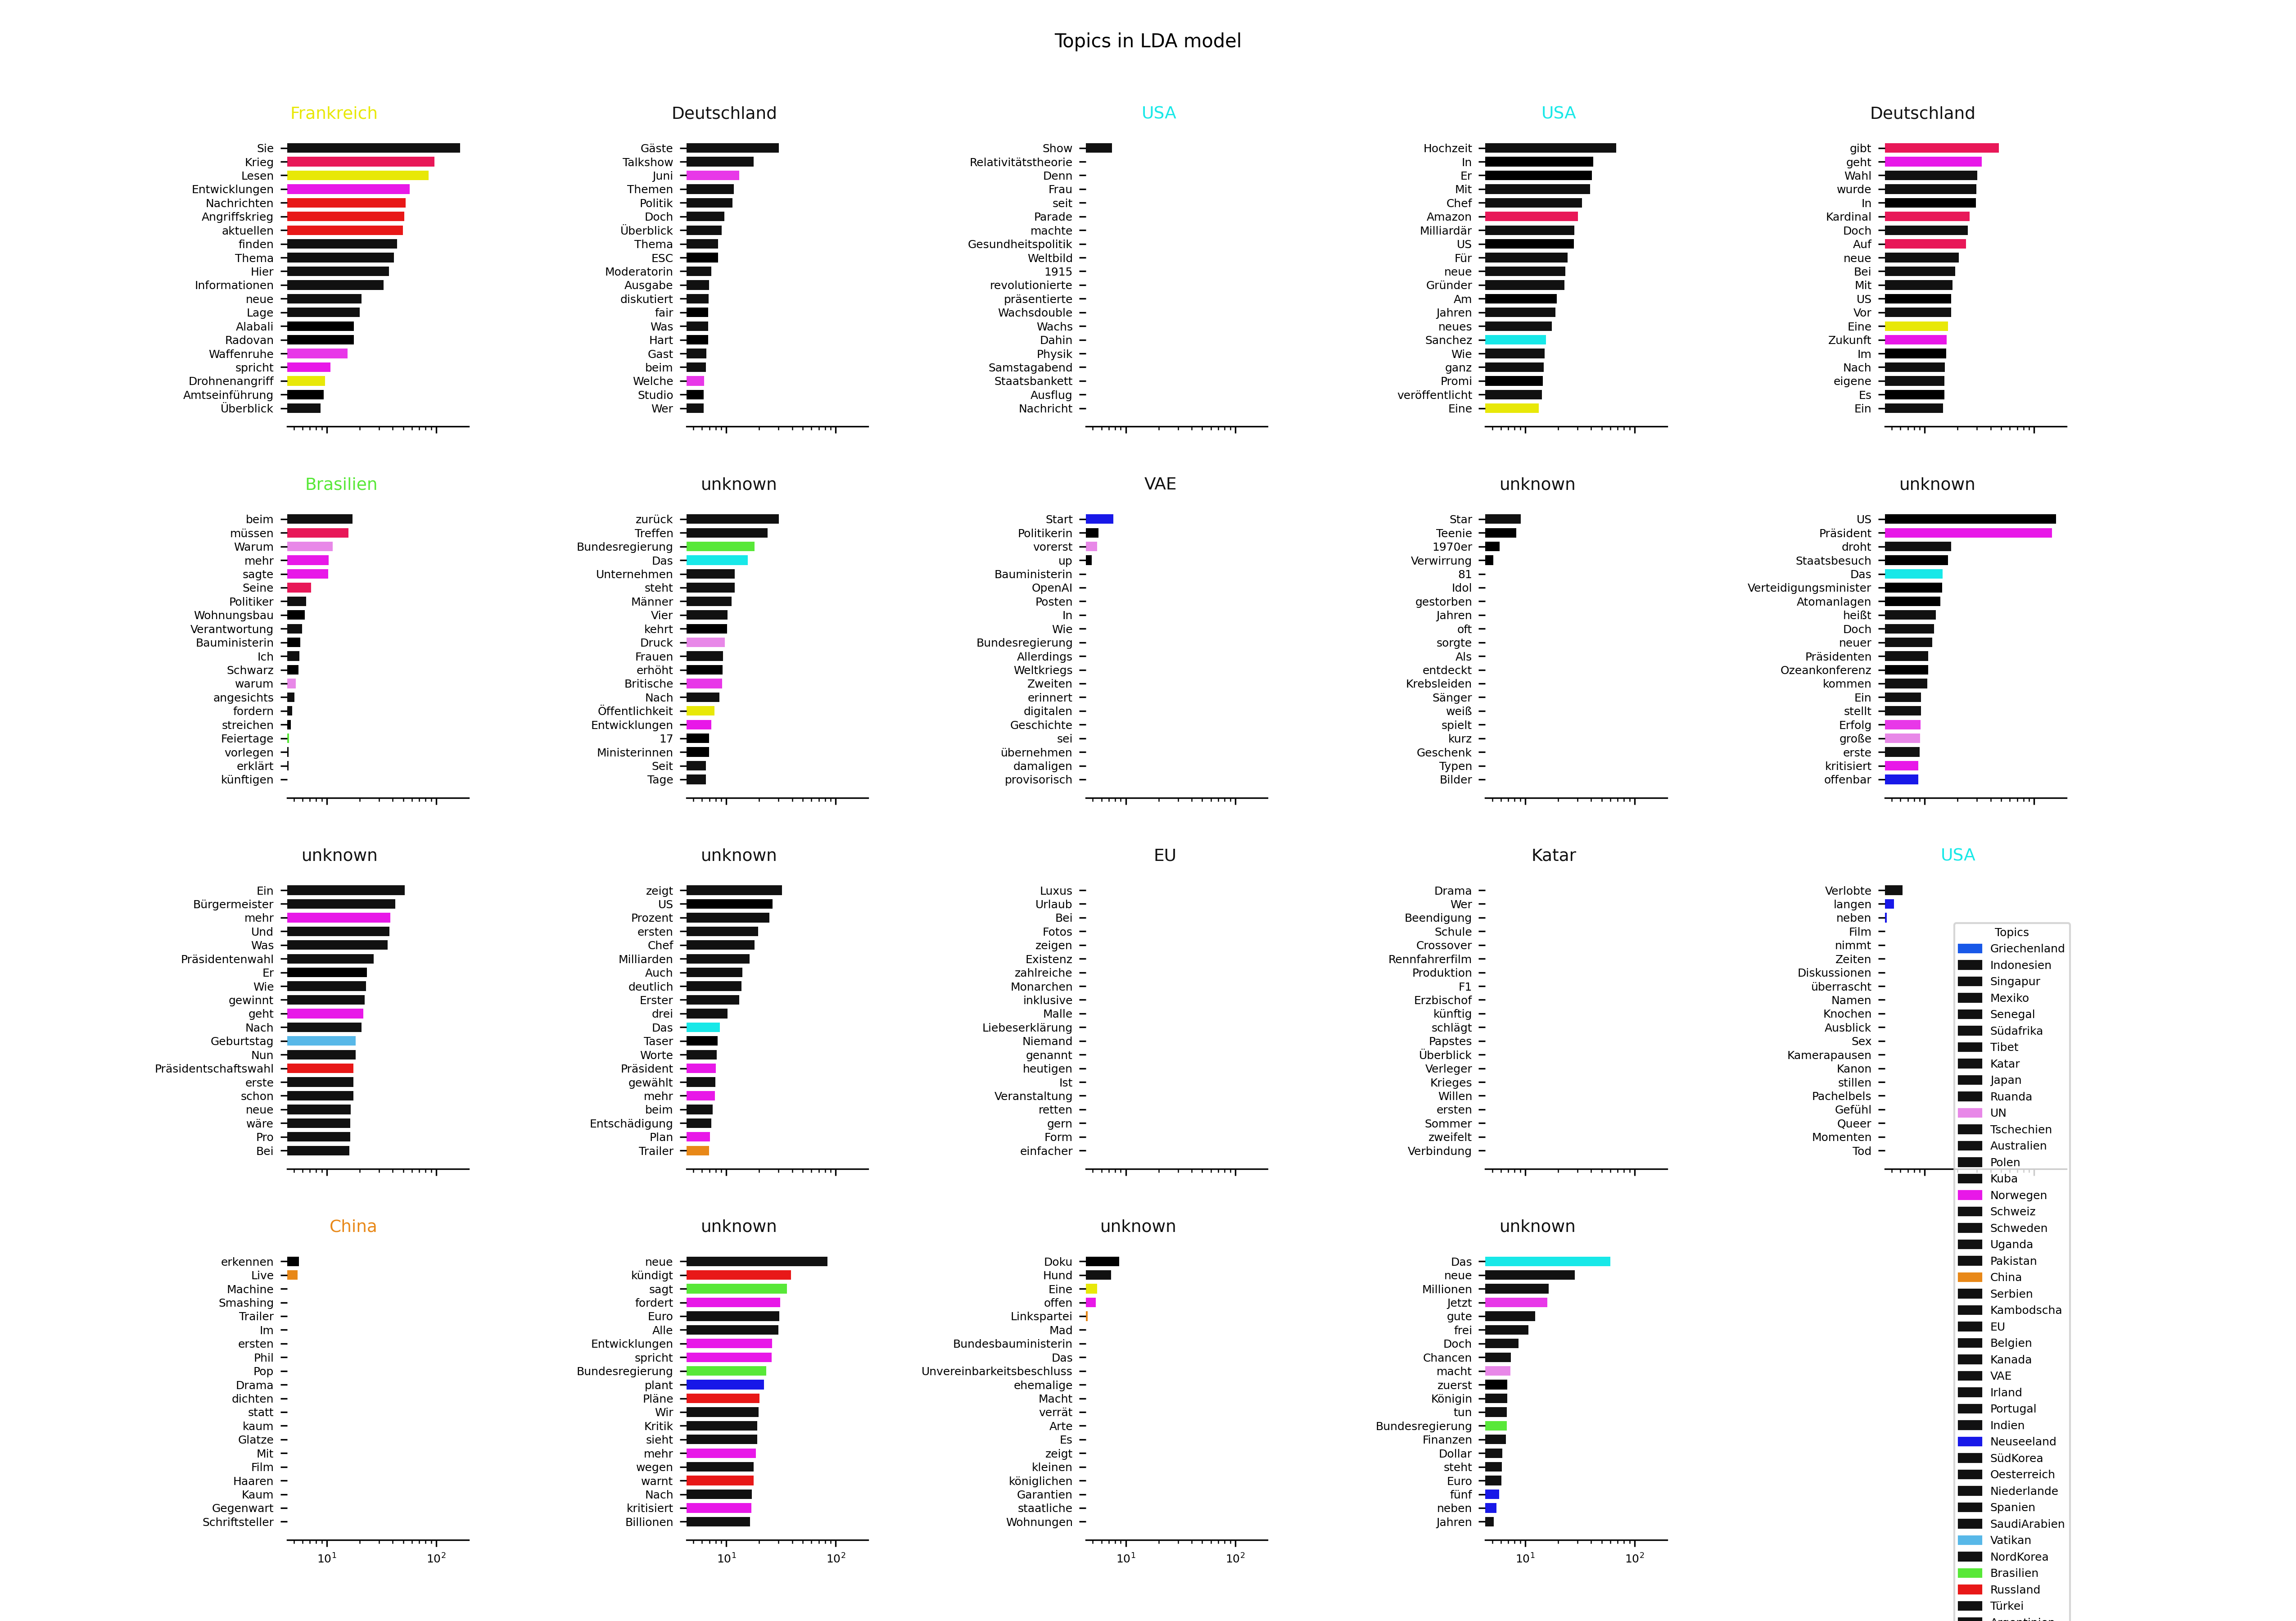 Topics in LDA model
Frankreich
Sie
Krieg
Lesen
Entwicklungen
Nachrichten
Angriffskrieg
aktuellen
finden
Thema
Hier
Informationen
neue
Lage
Alabali
Radovan
Waffenruhe
spricht
Drohnenangriff
Amtseinführung
Überblick
Deutschland
Gäste
Talkshow
Juni
Themen
Politik
Doch
Überblick
Thema
ESC
Moderatorin
Ausgabe
diskutiert
fair
Was
Hart
Gast
beim
Welche
Studio
Wer
USA
Show
Relativitätstheorie
Denn
Frau
seit
Parade
machte
Gesundheitspolitik
Weltbild
1915
revolutionierte
präsentierte
Wachsdouble
Wachs
Dahin
Physik
Samstagabend
Staatsbankett
Ausflug
Nachricht
USA
Hochzeit
In
Er
Mit
Chef
Amazon
Milliardär
US
Für
neue
Gründer
Am
Jahren
neues
Sanchez
Wie
ganz
Promi
veröffentlicht
Eine
Deutschland
gibt
geht
Wahl
wurde
In
Kardinal
Doch
Auf
neue
Bei
Mit
US
Vor
Eine
Zukunft
Im
Nach
eigene
Es
Ein
Brasilien
beim
müssen
Warum
mehr
sagte
Seine
Politiker
Wohnungsbau
Verantwortung
Bauministerin
Ich
Schwarz
warum
angesichts
fordern
streichen
Feiertage
vorlegen
erklärt
künftigen
unknown
zurück
Treffen
Bundesregierung
Das
Unternehmen
steht
Männer
Vier
kehrt
Druck
Frauen
erhöht
Britische
Nach
Öffentlichkeit
Entwicklungen
17
Ministerinnen
Seit
Tage
VAE
Start
Politikerin
vorerst
up
Bauministerin
OpenAI
Posten
In
Wie
Bundesregierung
Allerdings
Weltkriegs
Zweiten
erinnert
digitalen
Geschichte
sei
übernehmen
damaligen
provisorisch
unknown
Star
Teenie
1970er
Verwirrung
81
Idol
gestorben
Jahren
oft
sorgte
Als
entdeckt
Krebsleiden
Sänger
weiß
spielt
kurz
Geschenk
Typen
Bilder
unknown
US
Präsident
droht
Staatsbesuch
Das
Verteidigungsminister
Atomanlagen
heißt
Doch
neuer
Präsidenten
Ozeankonferenz
kommen
Ein
stellt
Erfolg
große
erste
kritisiert
offenbar
unknown
Ein
Bürgermeister
mehr
Und
Was
Präsidentenwahl
Er
Wie
gewinnt
geht
Nach
Geburtstag
Nun
Präsidentschaftswahl
erste
schon
neue
wäre
Pro
Bei
unknown
zeigt
US
Prozent
ersten
Chef
Milliarden
Auch
deutlich
Erster
drei
Das
Taser
Worte
Präsident
gewählt
mehr
beim
Entschädigung
Plan
Trailer
EU
Luxus
Urlaub
Bei
Fotos
zeigen
Existenz
zahlreiche
Monarchen
inklusive
Malle
Liebeserklärung
Niemand
genannt
heutigen
Ist
Veranstaltung
retten
gern
Form
einfacher
Katar
Drama
Wer
Beendigung
Schule
Crossover
Rennfahrerfilm
Produktion
F1
Erzbischof
künftig
schlägt
Papstes
Überblick
Verleger
Krieges
Willen
ersten
Sommer
zweifelt
Verbindung
USA
Verlobte
langen
neben
Film
nimmt
Zeiten
Diskussionen
überrascht
Namen
Knochen
Ausblick
Sex
Kamerapausen
Kanon
stillen
Pachelbels
Gefühl
Queer
Momenten
Tod
China
erkennen
Live
Machine
Smashing
Trailer
Im
ersten
Phil
Pop
Drama
dichten
statt
kaum
Glatze
Mit
Film
Haaren
Kaum
Gegenwart
Schriftsteller
10¹ 10²
unknown
neue
kündigt
sagt
fordert
Euro
Alle
Entwicklungen
spricht
Bundesregierung
plant
Pläne
Wir
Kritik
sieht
mehr
wegen
warnt
Nach
kritisiert
Billionen
10¹ 10²
unknown
Doku
Hund
Eine
offen
Linkspartei
Mad
Bundesbauministerin
Das
Unvereinbarkeitsbeschluss
ehemalige
Macht
verrät
Arte
Es
zeigt
kleinen
königlichen
Garantien
staatliche
Wohnungen
10¹ 10²
unknown
Das
neue
Millionen
Jetzt
gute
frei
Doch
Chancen
macht
zuerst
Königin
tun
Bundesregierung
Finanzen
Dollar
steht
Euro
fünf
neben
Jahren
10¹ 10²
Topics
Griechenland
Indonesien
Singapur
Mexiko
Senegal
Südafrika
Tibet
Katar
Japan
Ruanda
UN
Tschechien
Australien
Polen
Kuba
Norwegen
Schweiz
Schweden
Uganda
Pakistan
China
Serbien
Kambodscha
EU
Belgien
Kanada
VAE
Irland
Portugal
Indien
Neuseeland
SüdKorea
Oesterreich
Niederlande
Spanien
SaudiArabien
Vatikan
NordKorea
Brasilien
Russland
Türkei